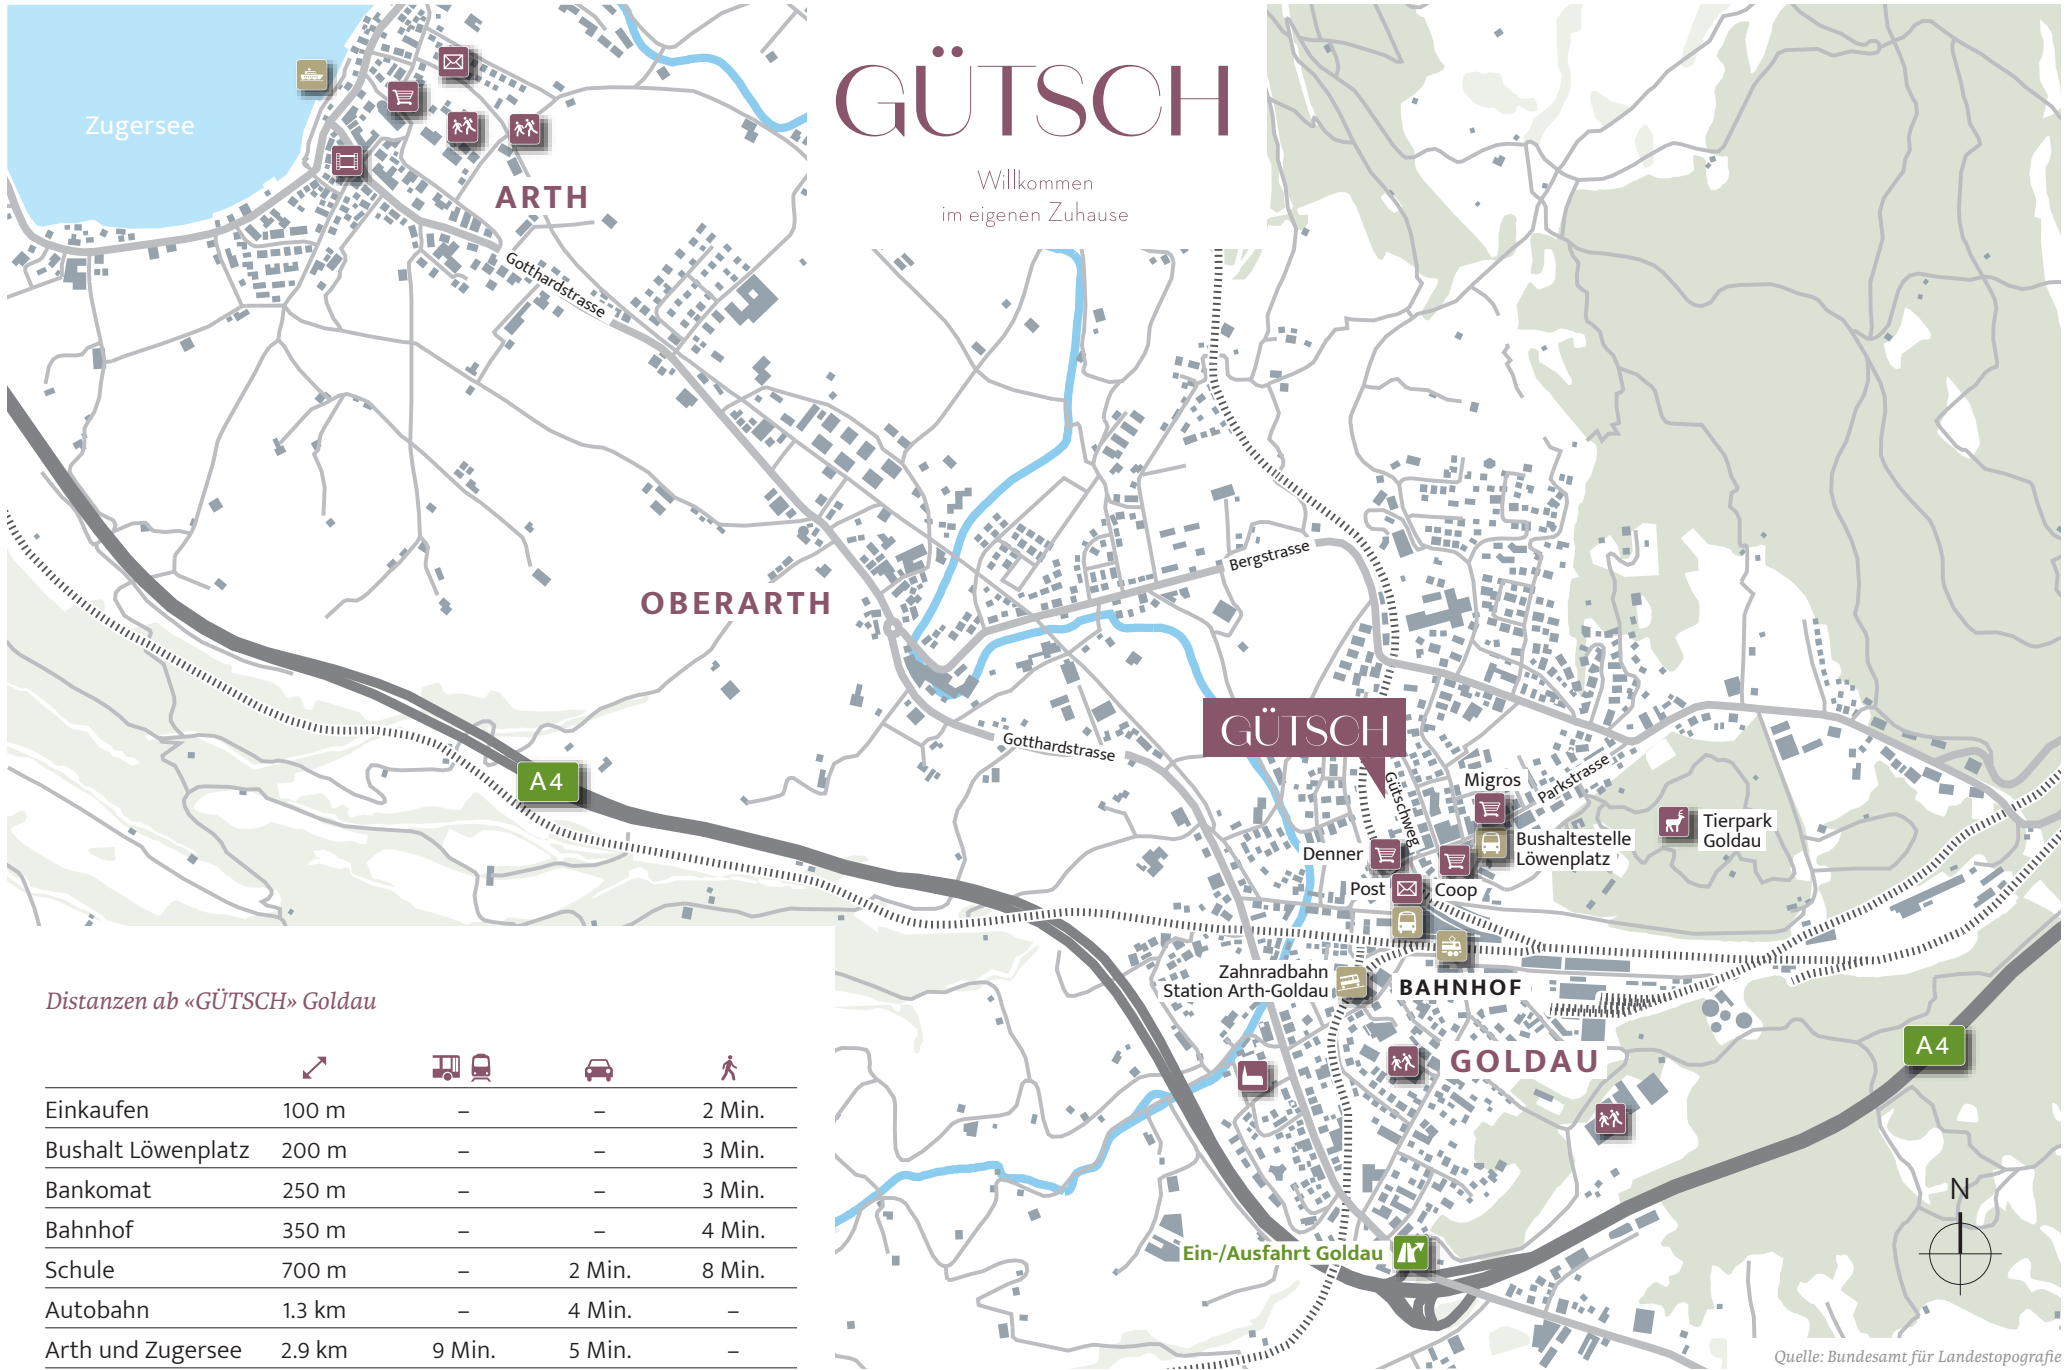 GÜTSCH
Willkommen
im eigenen Zuhause
Zugersee
ARTH
Gotthardstrasse
OBERARTH
Bergstrasse
Gotthardstrasse
GÜTSCH
Gütschweg
Migros
Parkstrasse
A4
Tierpark
Goldau
Bushaltestelle
Löwenplatz
Denner
Post
Coop
Zahnradbahn
Station Arth-Goldau
BAHNHOF
GOLDAU
A4
Ein-/Ausfahrt Goldau
N
Distanzen ab «GÜTSCH» Goldau
Einkaufen 100 m – – 2 Min.
Bushalt Löwenplatz 200 m – – 3 Min.
Bankomat 250 m – – 3 Min.
Bahnhof 350 m – – 4 Min.
Schule 700 m – 2 Min. 8 Min.
Autobahn 1.3 km – 4 Min. –
Arth und Zugersee 2.9 km 9 Min. 5 Min. –
Quelle: Bundesamt für Landestopografie